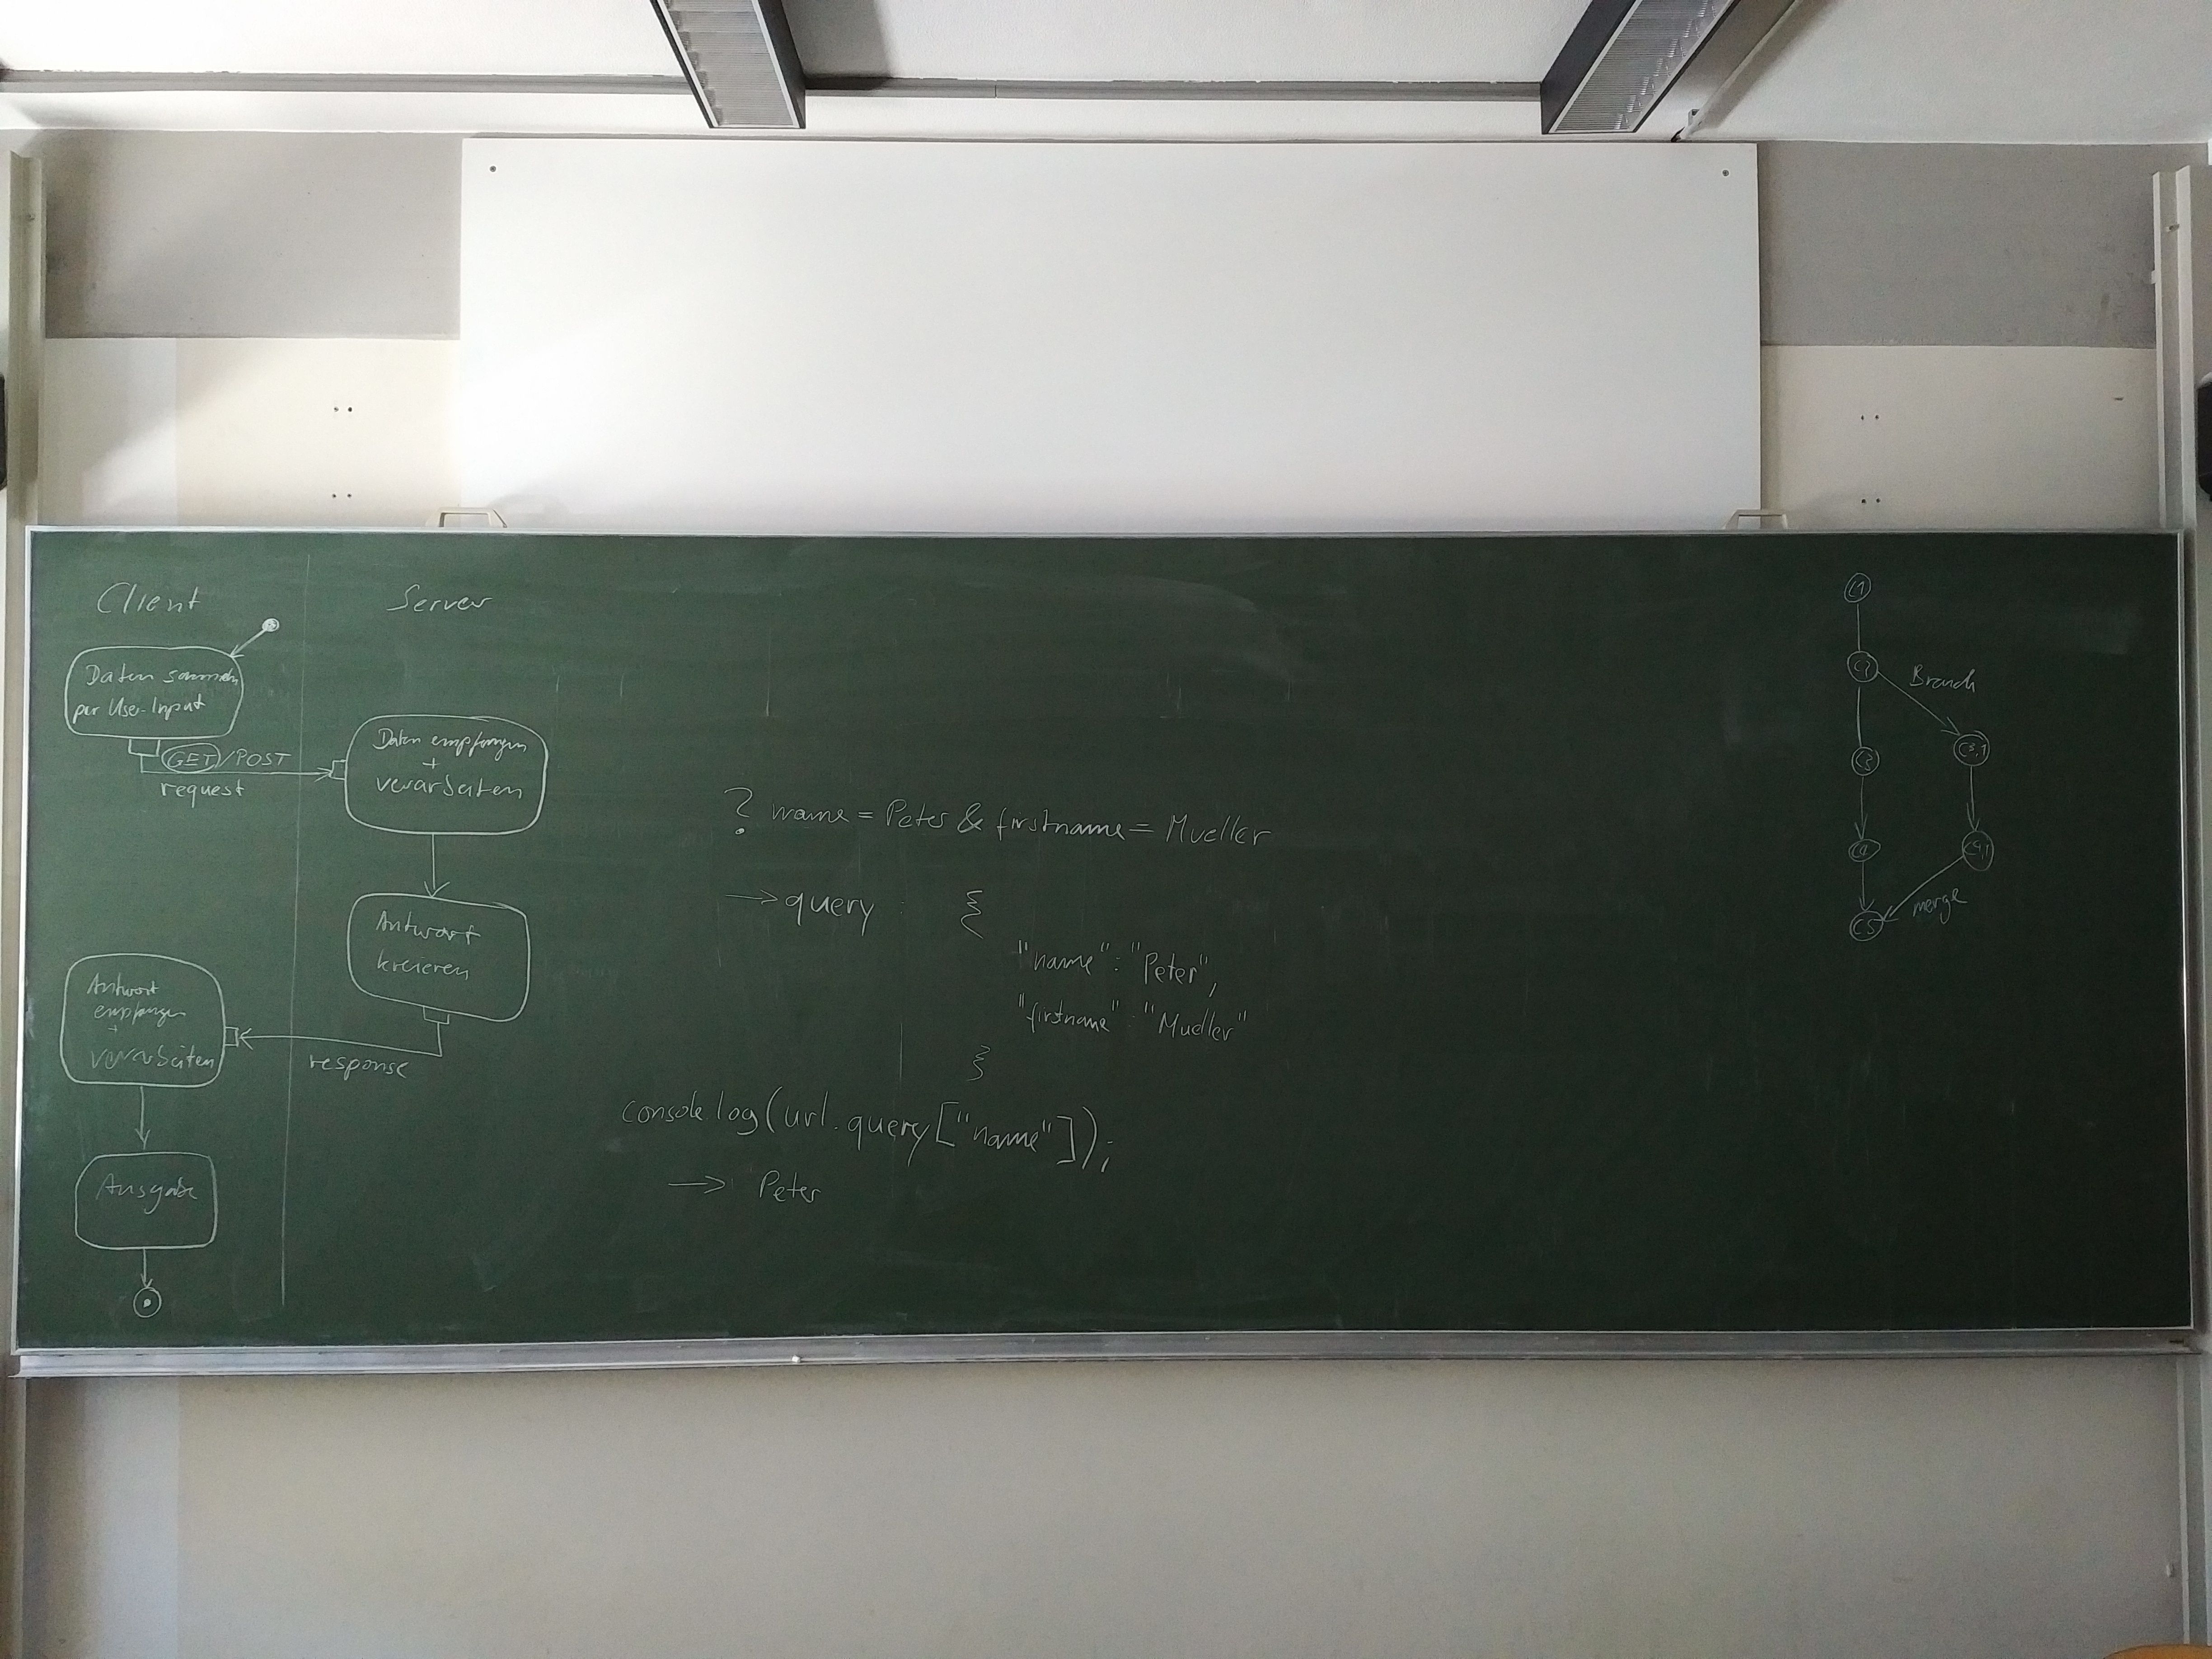 Client
Server
Daten sammeln
per User-Input
GET/POST
request
Daten empfangen
+
verarbeiten
Antwort
kreieren
response
Antwort
empfangen
+
verarbeiten
Ausgabe
? name = Peter & firstname = Mueller
→ query : {
"name" : "Peter",
"firstname" : "Mueller"
}
console.log(url.query["name"]);
→ Peter
C1
C2
Branch
C3
C3,1
C4
C4,1
merge
C5